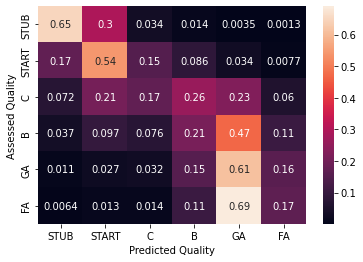 STUB 0.65 0.3 0.034 0.014 0.0035 0.0013
START 0.17 0.54 0.15 0.086 0.034 0.0077
C 0.072 0.21 0.17 0.26 0.23 0.06
B 0.037 0.097 0.076 0.21 0.47 0.11
GA 0.011 0.027 0.032 0.15 0.61 0.16
FA 0.0064 0.013 0.014 0.11 0.69 0.17
STUB START C B GA FA
Predicted Quality
Assessed Quality
0.6
0.5
0.4
0.3
0.2
0.1